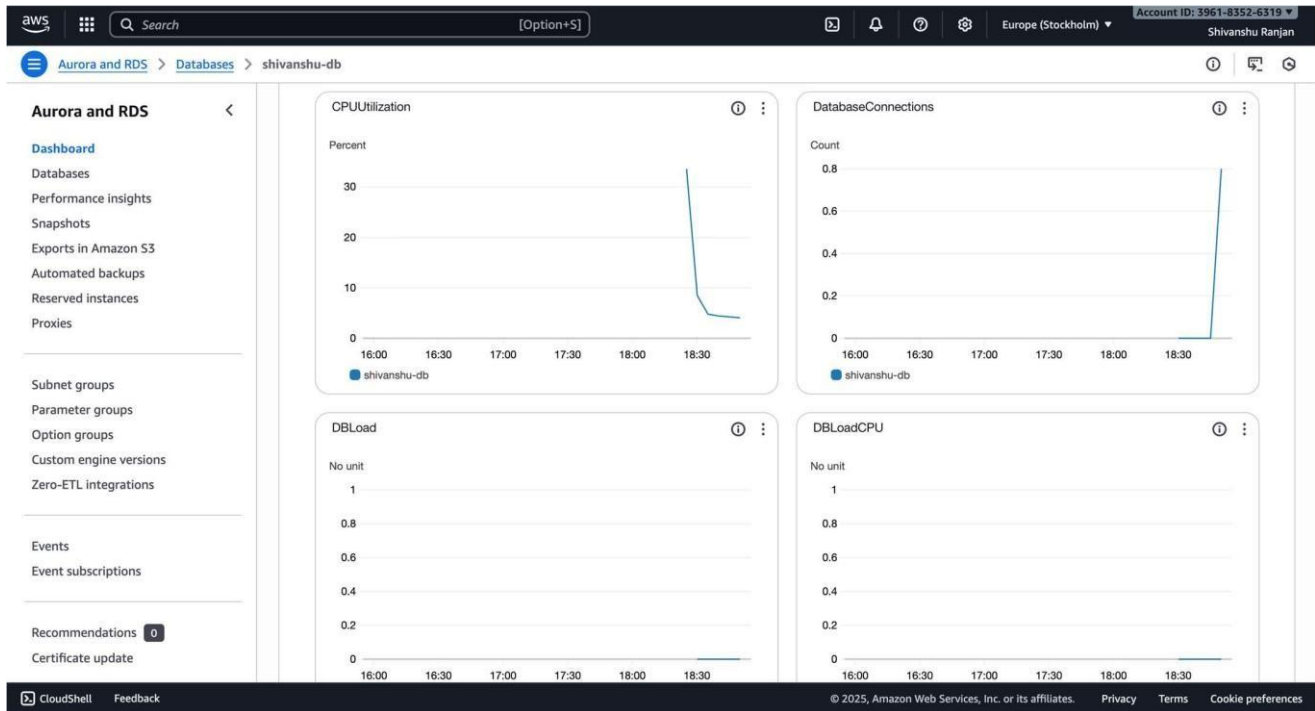 aws
Search [Option+S]
Europe (Stockholm)
Account ID: 3961-8352-6319
Shivanshu Ranjan
Aurora and RDS > Databases > shivanshu-db
Aurora and RDS
Dashboard
Databases
Performance insights
Snapshots
Exports in Amazon S3
Automated backups
Reserved instances
Proxies
Subnet groups
Parameter groups
Option groups
Custom engine versions
Zero-ETL integrations
Events
Event subscriptions
Recommendations 0
Certificate update
CPUUtilization
Percent
30
20
10
0
16:00 16:30 17:00 17:30 18:00 18:30
shivanshu-db
DatabaseConnections
Count
0.8
0.6
0.4
0.2
0
16:00 16:30 17:00 17:30 18:00 18:30
shivanshu-db
DBLoad
No unit
1
0.8
0.6
0.4
0.2
0
16:00 16:30 17:00 17:30 18:00 18:30
DBLoadCPU
No unit
1
0.8
0.6
0.4
0.2
0
16:00 16:30 17:00 17:30 18:00 18:30
CloudShell Feedback
© 2025, Amazon Web Services, Inc. or its affiliates. Privacy Terms Cookie preferences